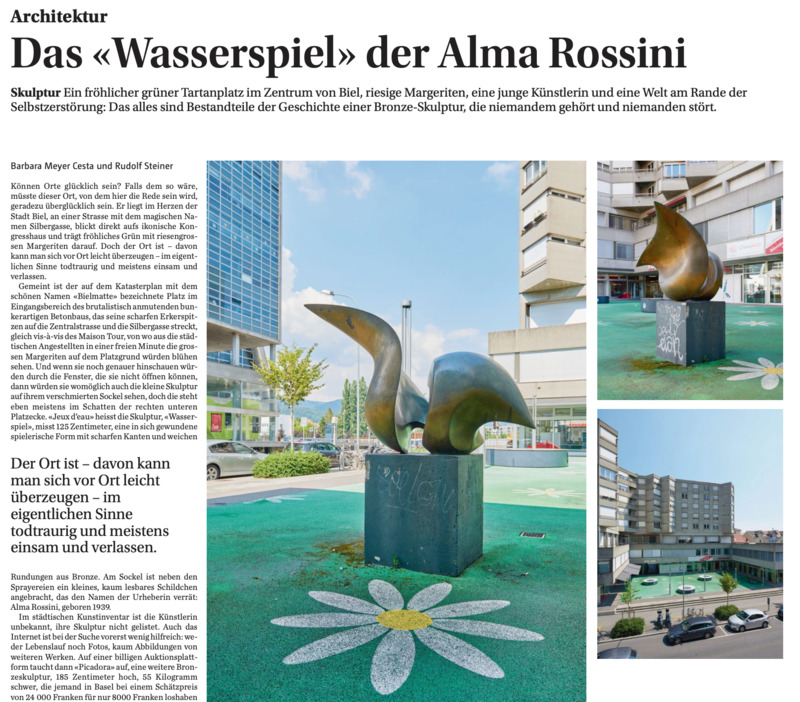 Architektur
Das «Wasserspiel» der Alma Rossini
Skulptur Ein fröhlicher grüner Tartanplatz im Zentrum von Biel, riesige Margeriten, eine junge Künstlerin und eine Welt am Rande der
Selbstzerstörung: Das alles sind Bestandteile der Geschichte einer Bronze-Skulptur, die niemandem gehört und niemanden stört.
Barbara Meyer Cesta und Rudolf Steiner
Können Orte glücklich sein? Falls dem so wäre,
müsste dieser Ort, von dem hier die Rede sein wird,
geradezu überglücklich sein. Er liegt im Herzen der
Stadt Biel, an einer Strasse mit dem magischen Na-
men Silbergasse, blickt direkt aufs ikonische Kon-
gresshaus und trägt fröhliches Grün mit riesengros-
sen Margeriten darauf. Doch der Ort ist – davon
kann man sich vor Ort leicht überzeugen – im eigent-
lichen Sinne todtraurig und meistens einsam und
verlassen.
Gemeint ist der auf dem Katasterplan mit dem
schönen Namen «Bielmatte» bezeichnete Platz im
Eingangsbereich des brutalistisch anmutenden bun-
kerartigen Betonbaus, das seine scharfen Erkerspit-
zen auf die Zentralstrasse und die Silbergasse streckt,
gleich vis-à-vis des Maison Tour, von wo aus die städ-
tischen Angestellten in einer freien Minute die gros-
sen Margeriten auf dem Platzgrund würden blühen
sehen. Und wenn sie noch genauer hinschauen wür-
den durch die Fenster, die sie nicht öffnen können,
dann würden sie womöglich auch die kleine Skulptur
auf ihrem verschmierten Sockel sehen, doch die steht
eben meistens im Schatten der rechten unteren
Platzecke. «Jeux d'eau» heisst die Skulptur, «Wasser-
spiel», misst 125 Zentimeter, eine in sich gewundene
spielerische Form mit scharfen Kanten und weichen
Der Ort ist – davon kann
man sich vor Ort leicht
überzeugen – im
eigentlichen Sinne
todtraurig und meistens
einsam und verlassen.
Rundungen aus Bronze. Am Sockel ist neben den
Sprayereien ein kleines, kaum lesbares Schildchen
angebracht, das den Namen der Urheberin verrät:
Alma Rossini, geboren 1939.
Im städtischen Kunstinventar ist die Künstlerin
unbekannt, ihre Skulptur nicht gelistet. Auch das
Internet ist bei der Suche vorerst wenig hilfreich: we-
der Lebenslauf noch Fotos, kaum Abbildungen von
weiteren Werken. Auf einer billigen Auktionsplatt-
form taucht dann «Picadora» auf, eine weitere Bron-
zeskulptur, 185 Zentimeter hoch, 55 Kilogramm
schwer, die jemand in Basel bei einem Schätzpreis
von 24 000 Franken für nur 8000 Franken loshaben